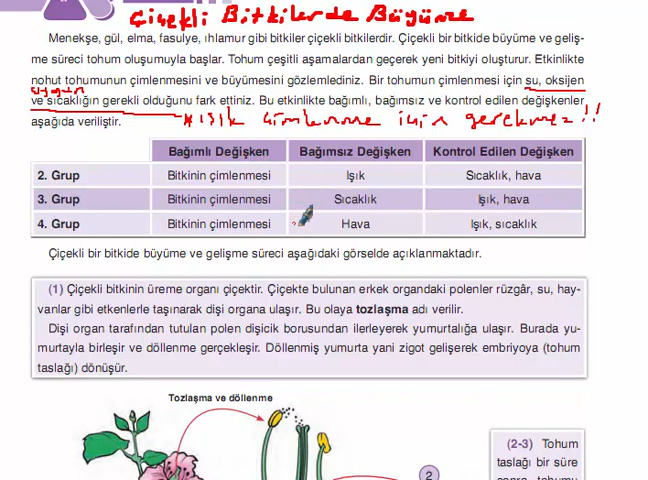 Çiçekli Bitkilerde Büyüme
Menekşe, gül, elma, fasulye, ıhlamur gibi bitkiler çiçekli bitkilerdir. Çiçekli bir bitkide büyüme ve geliş-
me süreci tohum oluşumuyla başlar. Tohum çeşitli aşamalardan geçerek yeni bitkiyi oluşturur. Etkinlikte
nohut tohumunun çimlenmesini ve büyümesini gözlemlediniz. Bir tohumun çimlenmesi için su, oksijen
uygun
ve sıcaklığın gerekli olduğunu fark ettiniz. Bu etkinlikte bağımlı, bağımsız ve kontrol edilen değişkenler
aşağıda verilmiştir.
*ışık çimlenme için gerekmez!!
Bağımlı Değişken Bağımsız Değişken Kontrol Edilen Değişken
2. Grup Bitkinin çimlenmesi Işık Sıcaklık, hava
3. Grup Bitkinin çimlenmesi Sıcaklık Işık, hava
4. Grup Bitkinin çimlenmesi Hava Işık, sıcaklık
Çiçekli bir bitkide büyüme ve gelişme süreci aşağıdaki görselde açıklanmaktadır.
(1) Çiçekli bitkinin üreme organı çiçektir. Çiçekte bulunan erkek organdaki polenler rüzgâr, su, hay-
vanlar gibi etkenlerle taşınarak dişi organa ulaşır. Bu olaya tozlaşma adı verilir.
Dişi organ tarafından tutulan polen dişicik borusundan ilerleyerek yumurtalığa ulaşır. Burada yu-
murtayla birleşir ve döllenme gerçekleşir. Döllenmiş yumurta yani zigot gelişerek embriyoya (tohum
taslağı) dönüşür.
Tozlaşma ve döllenme
2
(2-3) Tohum
taslağı bir süre
sonra tohumu